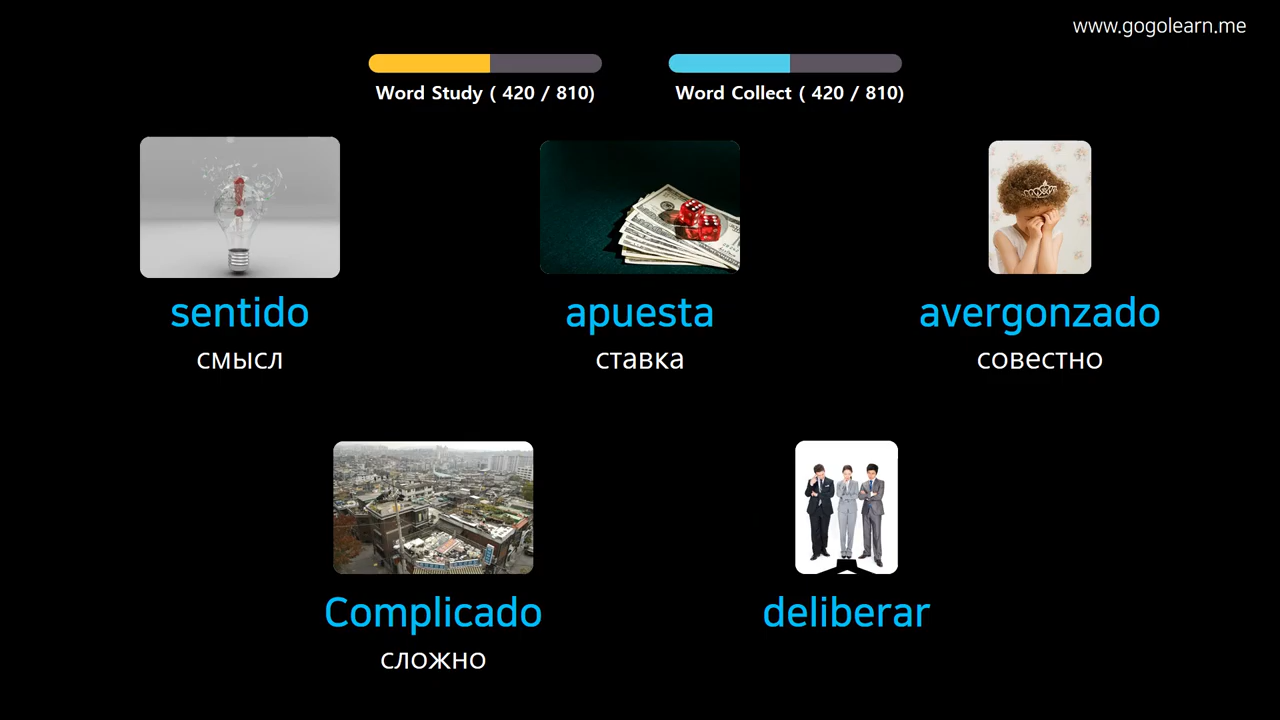 www.gogolearn.me
Word Study ( 420 / 810)
Word Collect ( 420 / 810)
sentido
смысл
apuesta
ставка
avergonzado
совестно
Complicado
сложно
deliberar